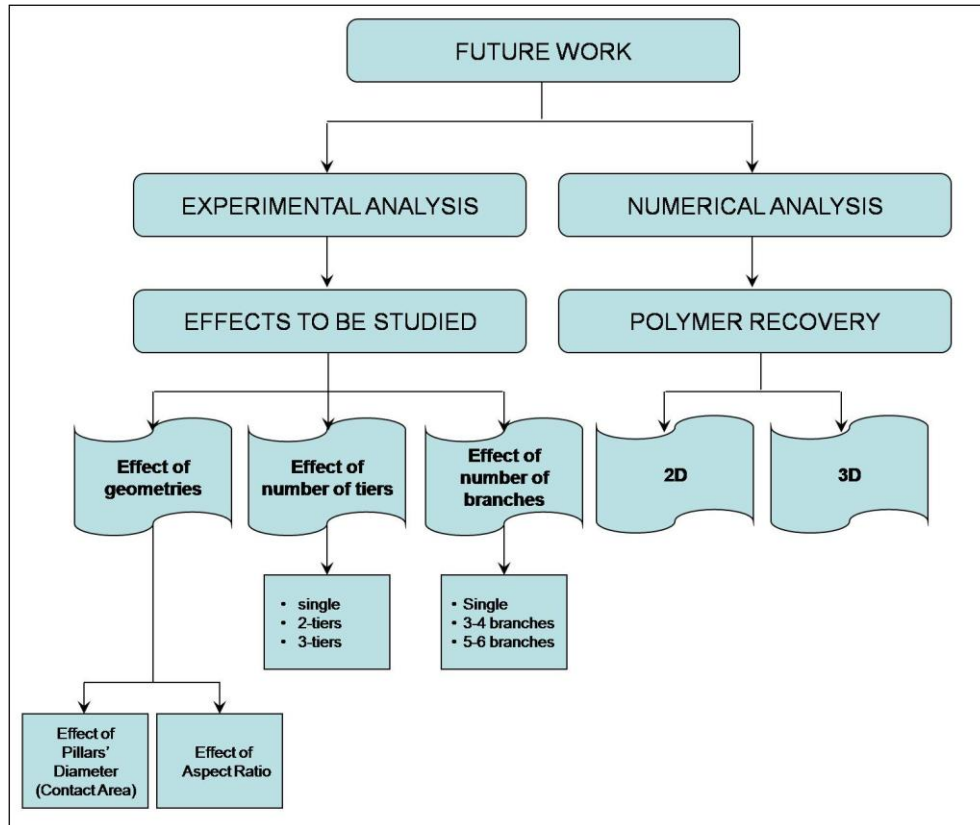 FUTURE WORK
EXPERIMENTAL ANALYSIS
NUMERICAL ANALYSIS
EFFECTS TO BE STUDIED
POLYMER RECOVERY
Effect of
geometries
Effect of
number of tiers
Effect of
number of
branches
2D
3D
• single
• 2-tiers
• 3-tiers
• Single
• 3-4 branches
• 5-6 branches
Effect of
Pillars'
Diameter
(Contact Area)
Effect of
Aspect Ratio